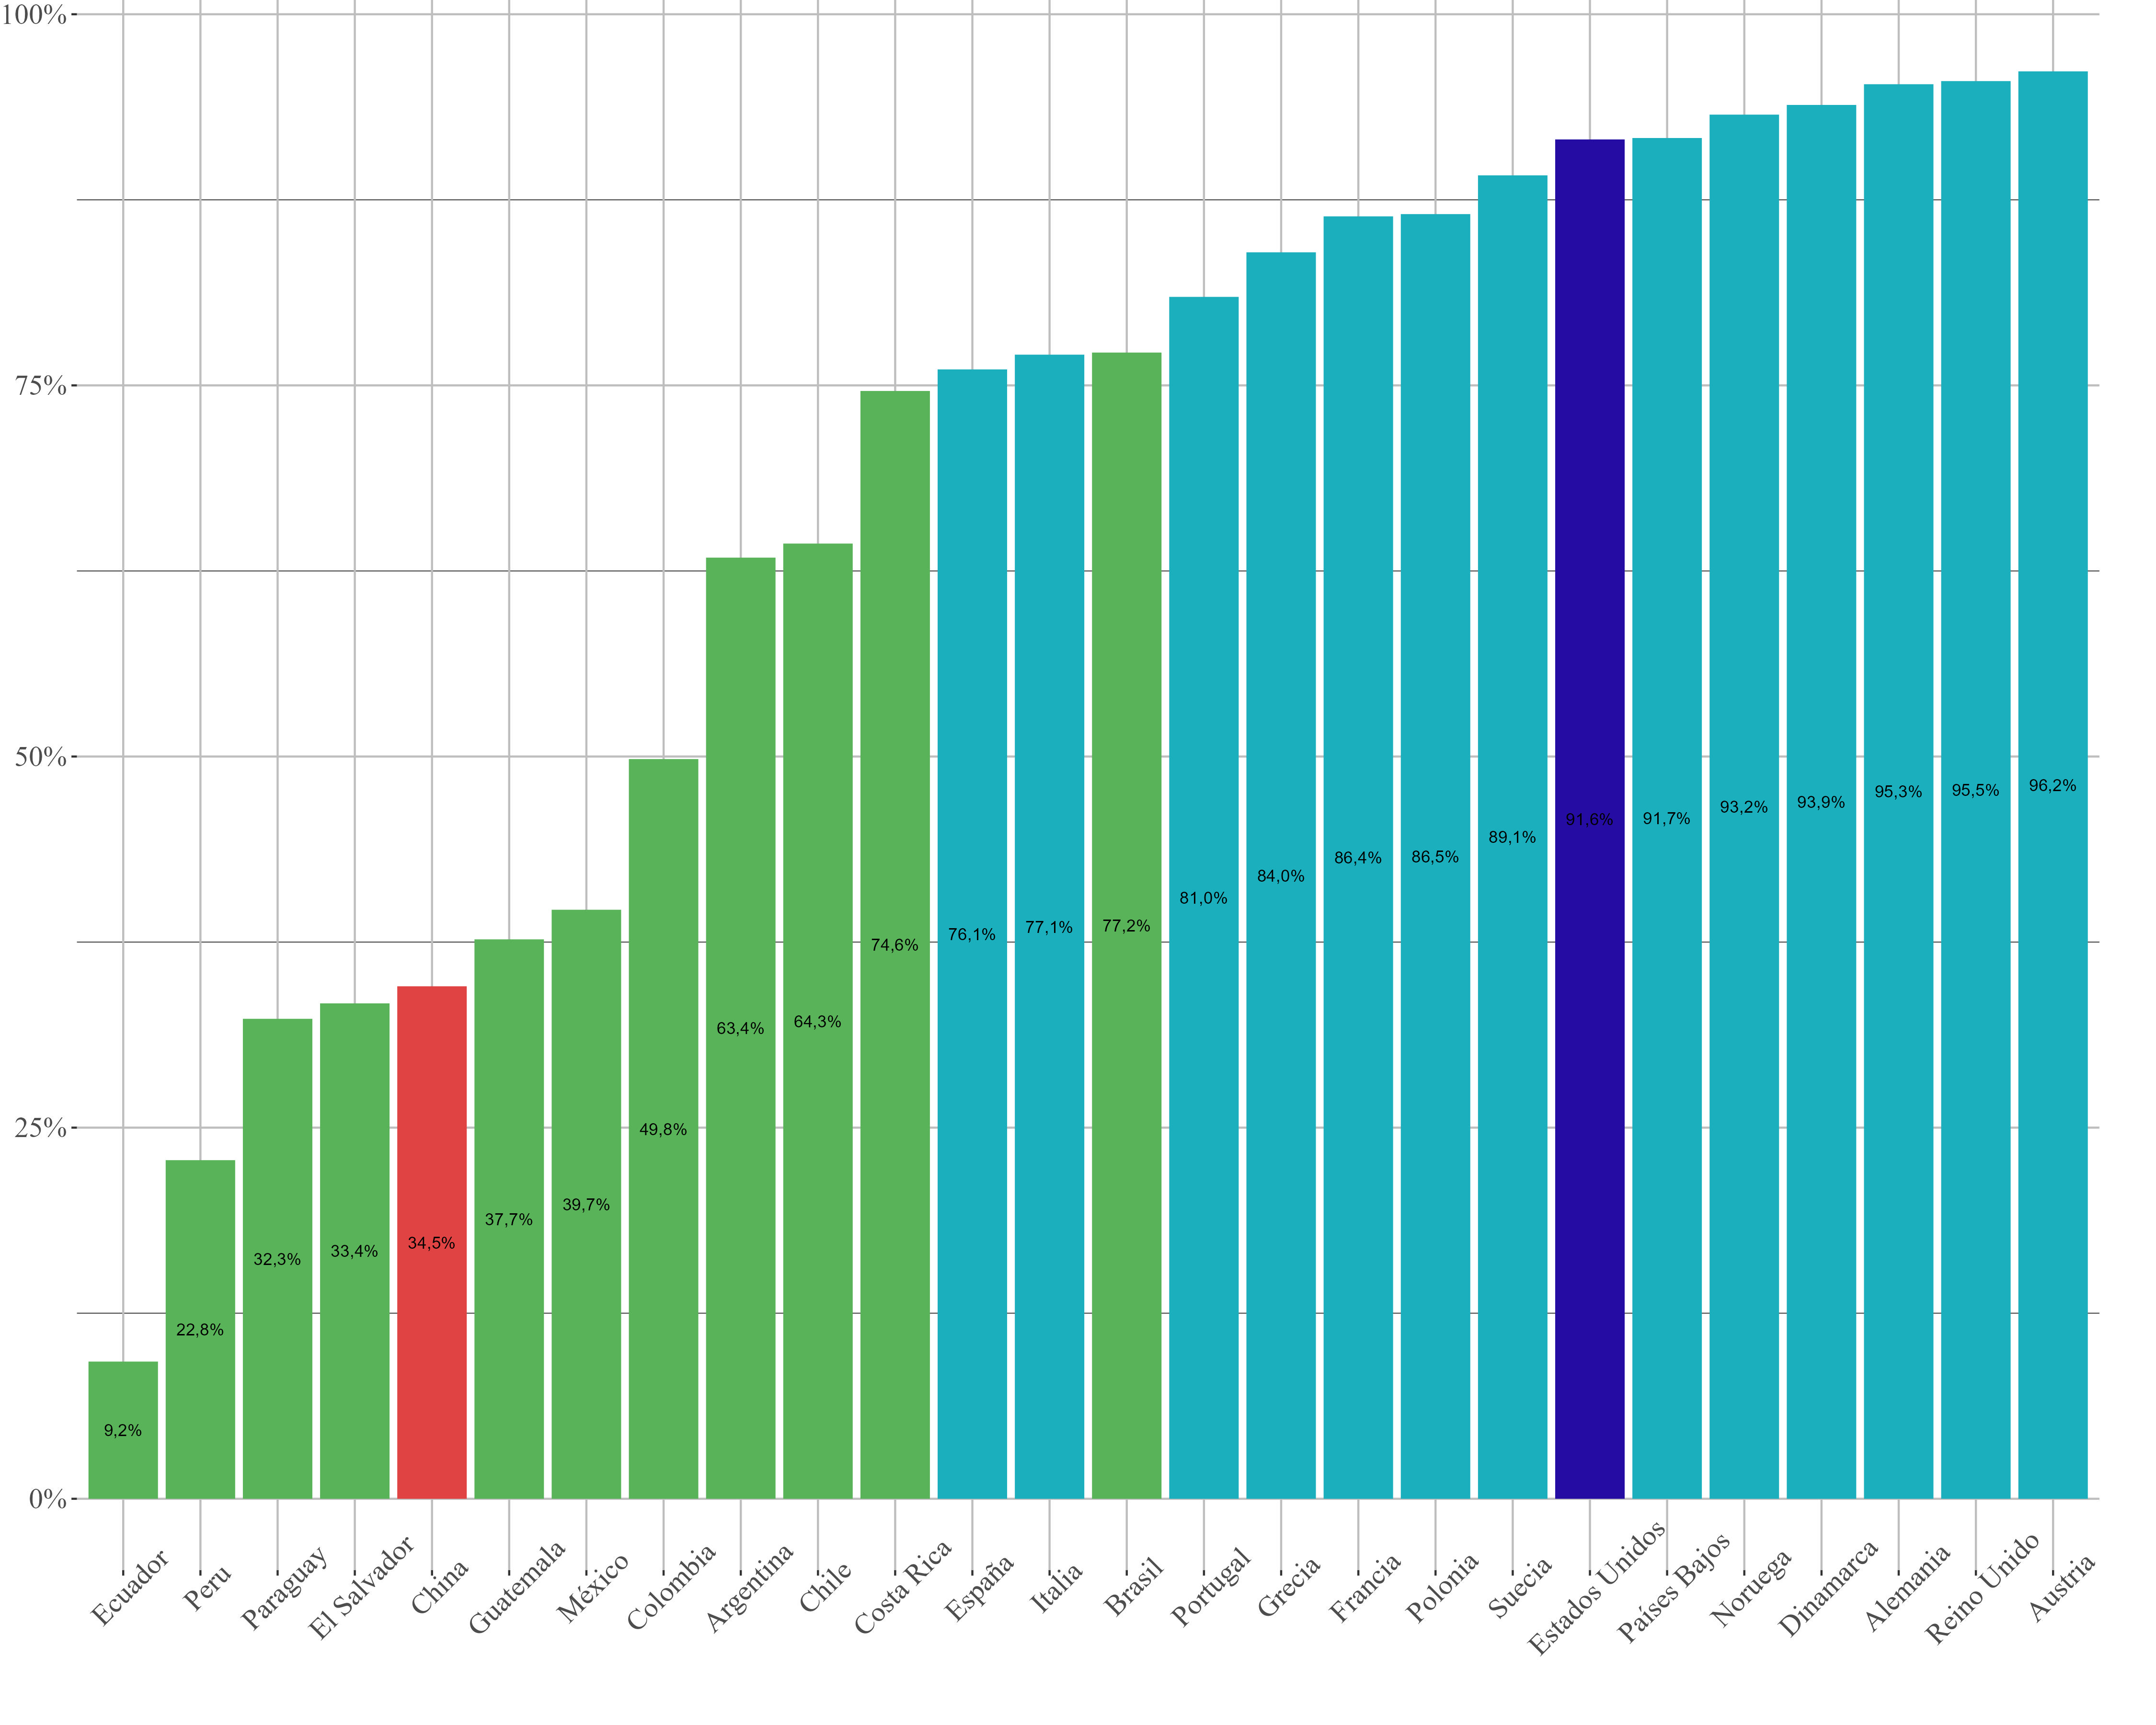 100%
75%
50%
25%
0%
9,2%
22,8%
32,3%
33,4%
34,5%
37,7%
39,7%
49,8%
63,4%
64,3%
74,6%
76,1%
77,1%
77,2%
81,0%
84,0%
86,4%
86,5%
89,1%
91,6%
91,7%
93,2%
93,9%
95,3%
95,5%
96,2%
Ecuador
Peru
Paraguay
El Salvador
China
Guatemala
México
Colombia
Argentina
Chile
Costa Rica
España
Italia
Brasil
Portugal
Grecia
Francia
Polonia
Suecia
Estados Unidos
Países Bajos
Noruega
Dinamarca
Alemania
Reino Unido
Austria